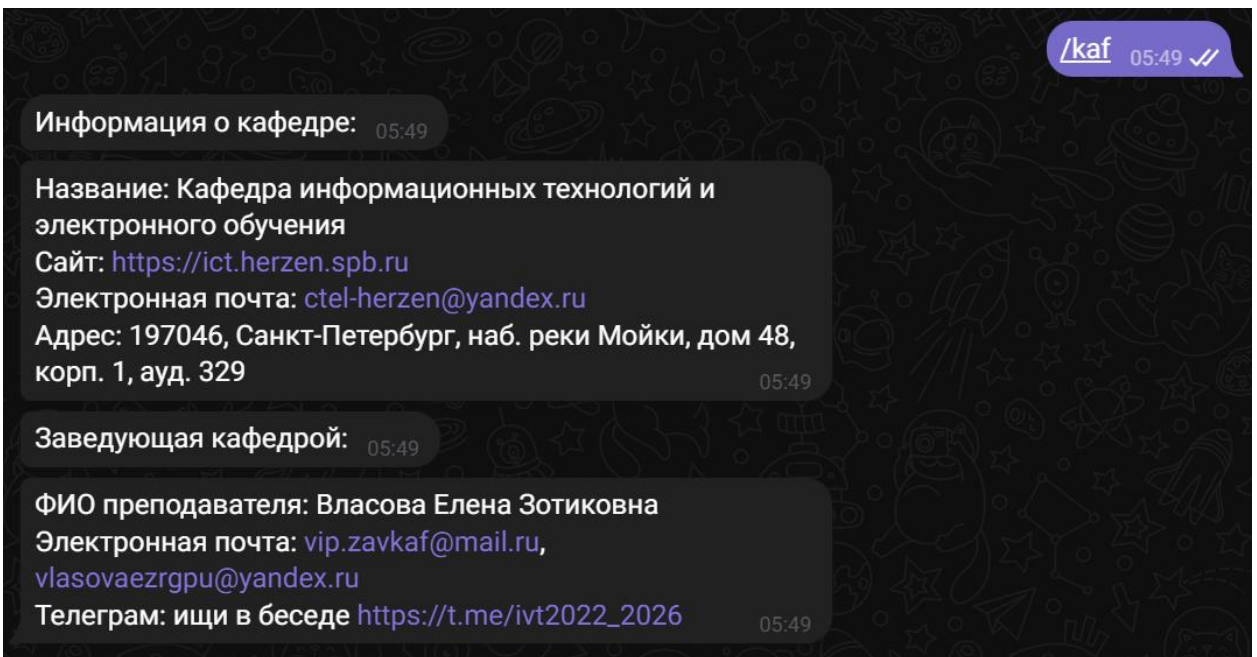 /kaf 05:49
Информация о кафедре: 05:49
Название: Кафедра информационных технологий и
электронного обучения
Сайт: https://ict.herzen.spb.ru
Электронная почта: ctel-herzen@yandex.ru
Адрес: 197046, Санкт-Петербург, наб. реки Мойки, дом 48,
корп. 1, ауд. 329 05:49
Заведующая кафедрой: 05:49
ФИО преподавателя: Власова Елена Зотиковна
Электронная почта: vip.zavkaf@mail.ru,
vlasovaezrgpu@yandex.ru
Телеграм: ищи в беседе https://t.me/ivt2022_2026 05:49